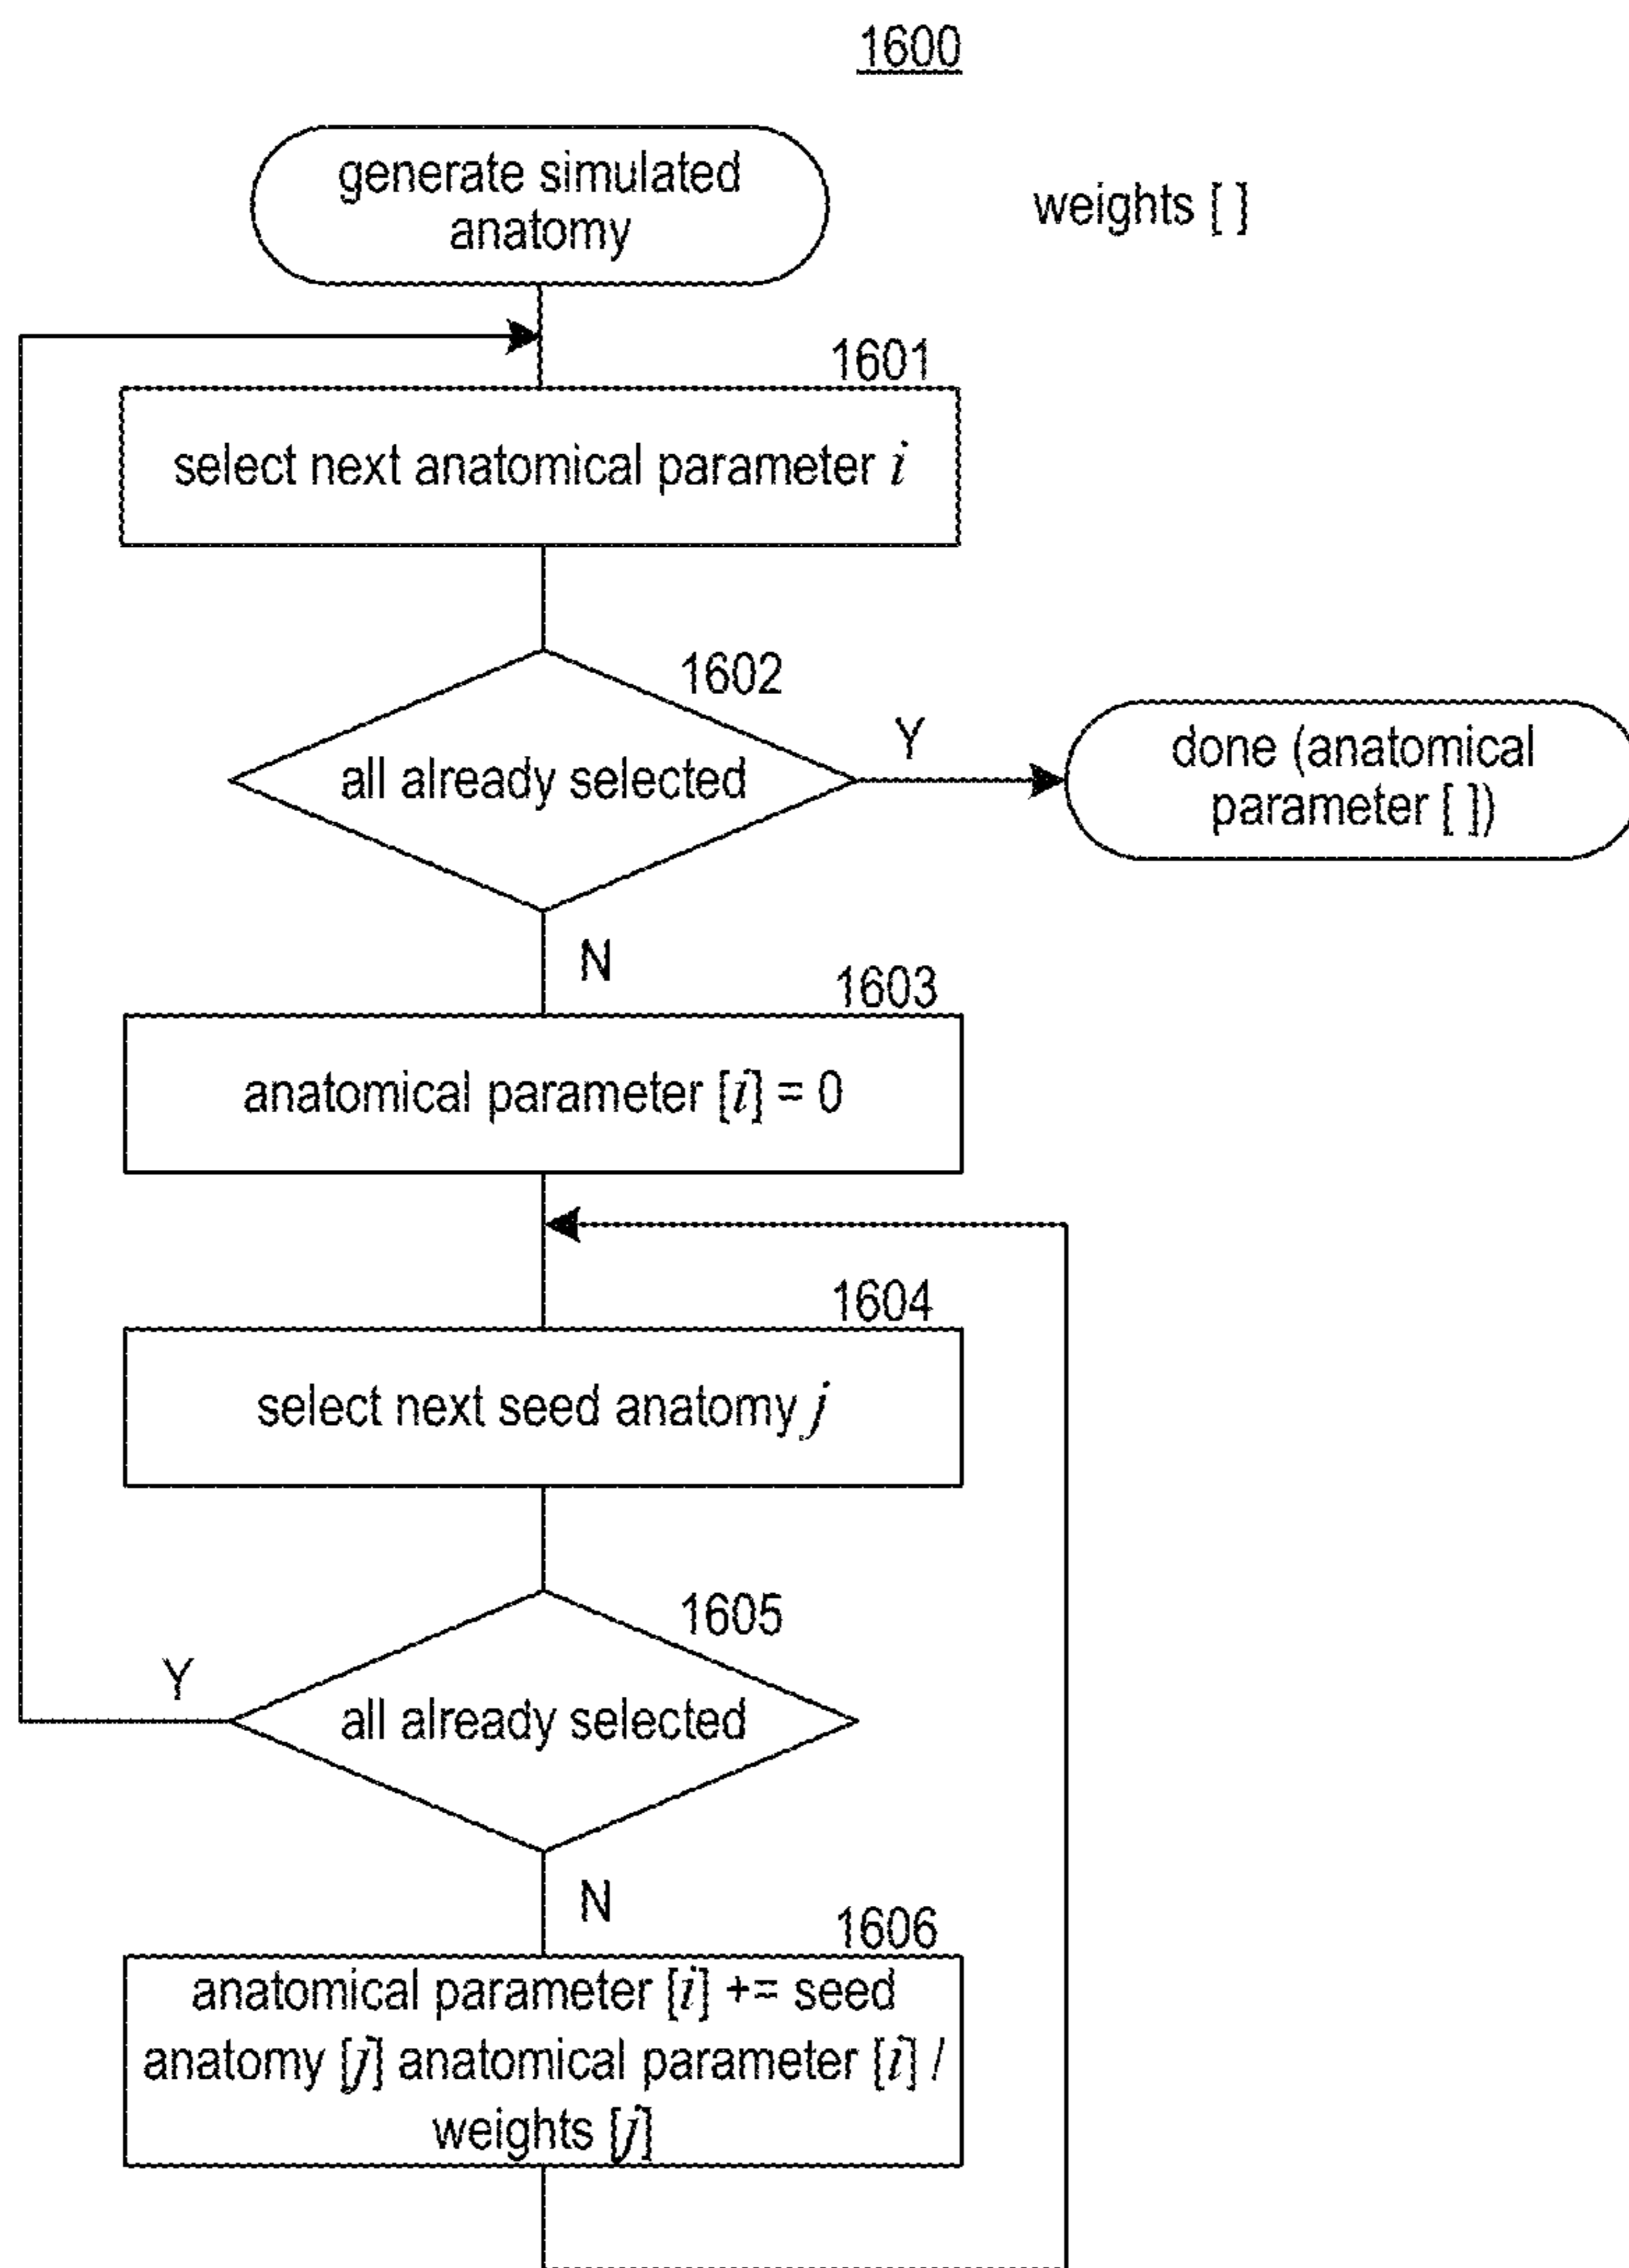 1600
generate simulated
anatomy
weights [ ]
1601
select next anatomical parameter i
1602
all already selected
Y
done (anatomical
parameter [ ])
N
1603
anatomical parameter [i] = 0
1604
select next seed anatomy j
1605
Y
all already selected
N
1606
anatomical parameter [i] += seed
anatomy [j] anatomical parameter [i] /
weights [j]